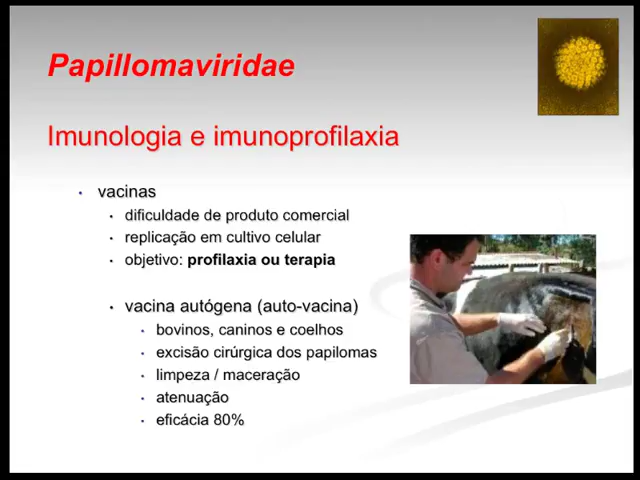 Papillomaviridae
Imunologia e imunoprofilaxia
• vacinas
• dificuldade de produto comercial
• replicação em cultivo celular
• objetivo: profilaxia ou terapia
• vacina autógena (auto-vacina)
• bovinos, caninos e coelhos
• excisão cirúrgica dos papilomas
• limpeza / maceração
• atenuação
• eficácia 80%